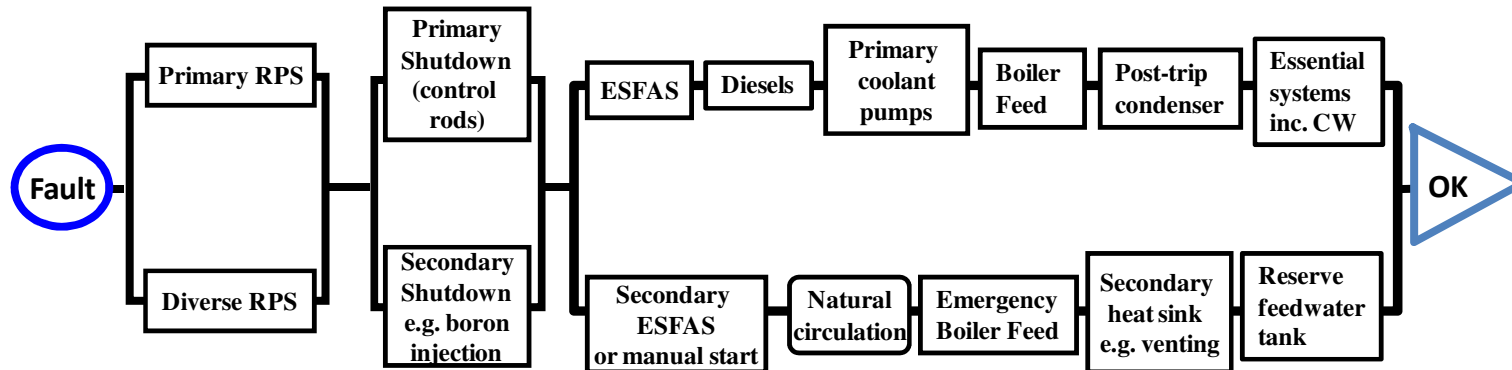 Fault
Primary RPS
Diverse RPS
Primary
Shutdown
(control
rods)
Secondary
Shutdown
e.g. boron
injection
ESFAS
Diesels
Primary
coolant
pumps
Boiler
Feed
Post-trip
condenser
Essential
systems
inc. CW
Secondary
ESFAS
or manual start
Natural
circulation
Emergency
Boiler Feed
Secondary
heat sink
e.g. venting
Reserve
feedwater
tank
OK